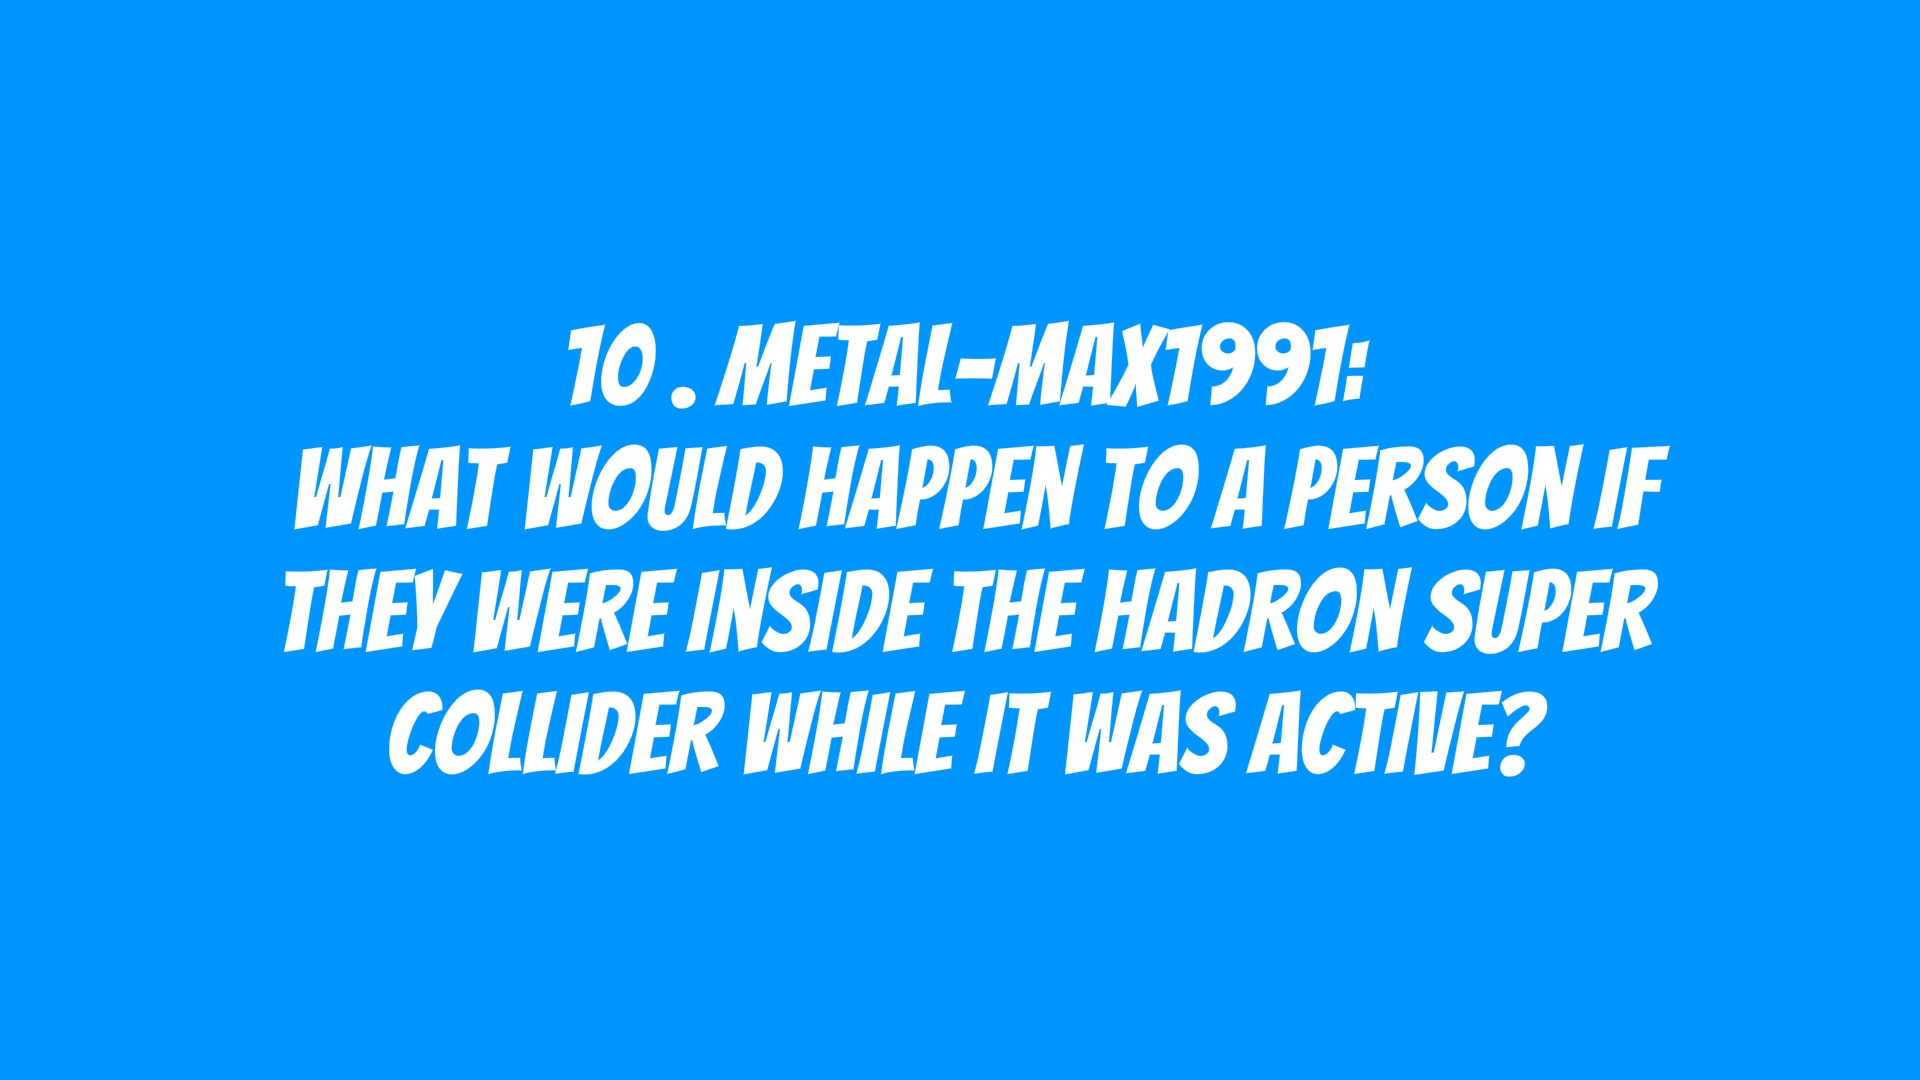 10 . METAL-MAX1991:
WHAT WOULD HAPPEN TO A PERSON IF
THEY WERE INSIDE THE HADRON SUPER
COLLIDER WHILE IT WAS ACTIVE?